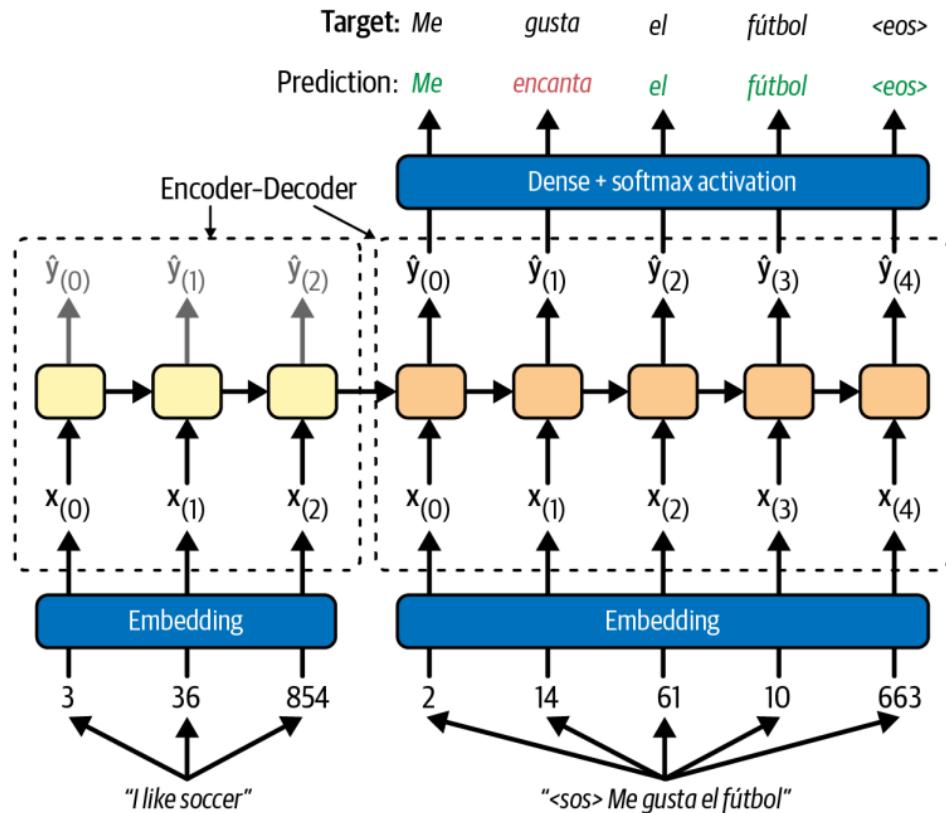 Target: Me gusta el fútbol <eos>
Prediction: Me encanta el fútbol <eos>
Dense + softmax activation
Encoder–Decoder
ŷ(0) ŷ(1) ŷ(2) ŷ(0) ŷ(1) ŷ(2) ŷ(3) ŷ(4)
x(0) x(1) x(2) x(0) x(1) x(2) x(3) x(4)
Embedding Embedding
3 36 854 2 14 61 10 663
“I like soccer” “<sos> Me gusta el fútbol”